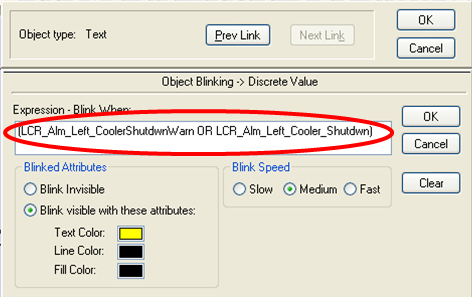 Object type: Text
Prev Link
Next Link
OK
Cancel
Object Blinking -> Discrete Value
Expression - Blink When:
(LCR_Alm_Left_CoolerShutdwnWarn OR LCR_Alm_Left_Cooler_Shutdwn)
OK
Cancel
Clear
Blinked Attributes
Blink Invisible
Blink visible with these attributes:
Text Color:
Line Color:
Fill Color:
Blink Speed
Slow
Medium
Fast